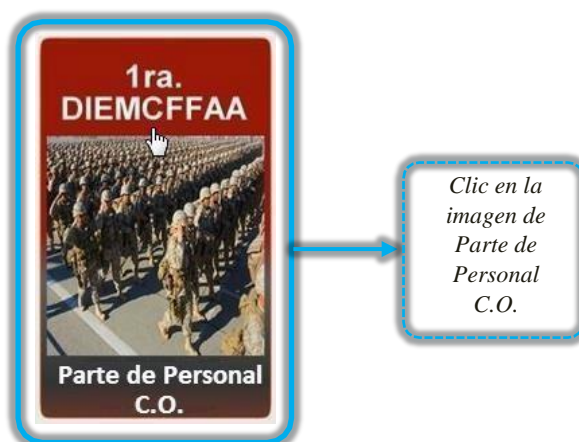 1ra.
DIEMCFFAA
Parte de Personal
C.O.
Clic en la
imagen de
Parte de
Personal
C.O.